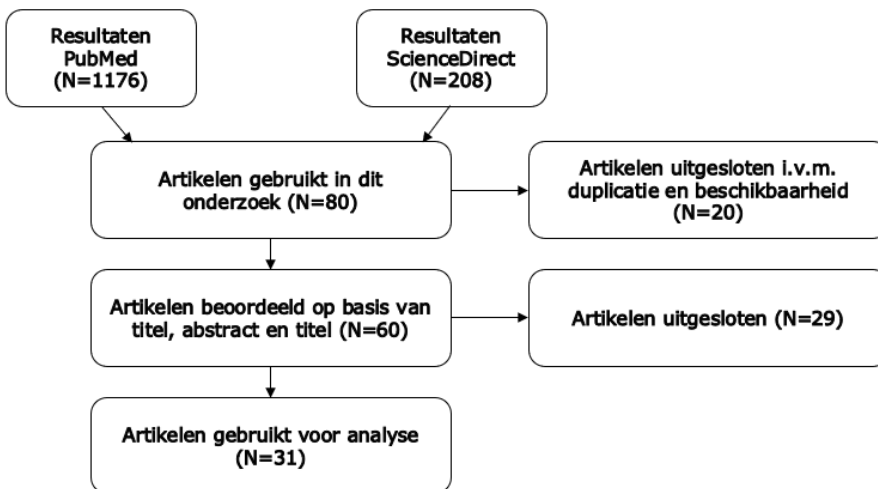 Resultaten
PubMed
(N=1176)
Resultaten
ScienceDirect
(N=208)
Artikelen gebruikt in dit
onderzoek (N=80)
Artikelen uitgesloten i.v.m.
duplicatie en beschikbaarheid
(N=20)
Artikelen beoordeeld op basis van
titel, abstract en titel (N=60)
Artikelen uitgesloten (N=29)
Artikelen gebruikt voor analyse
(N=31)